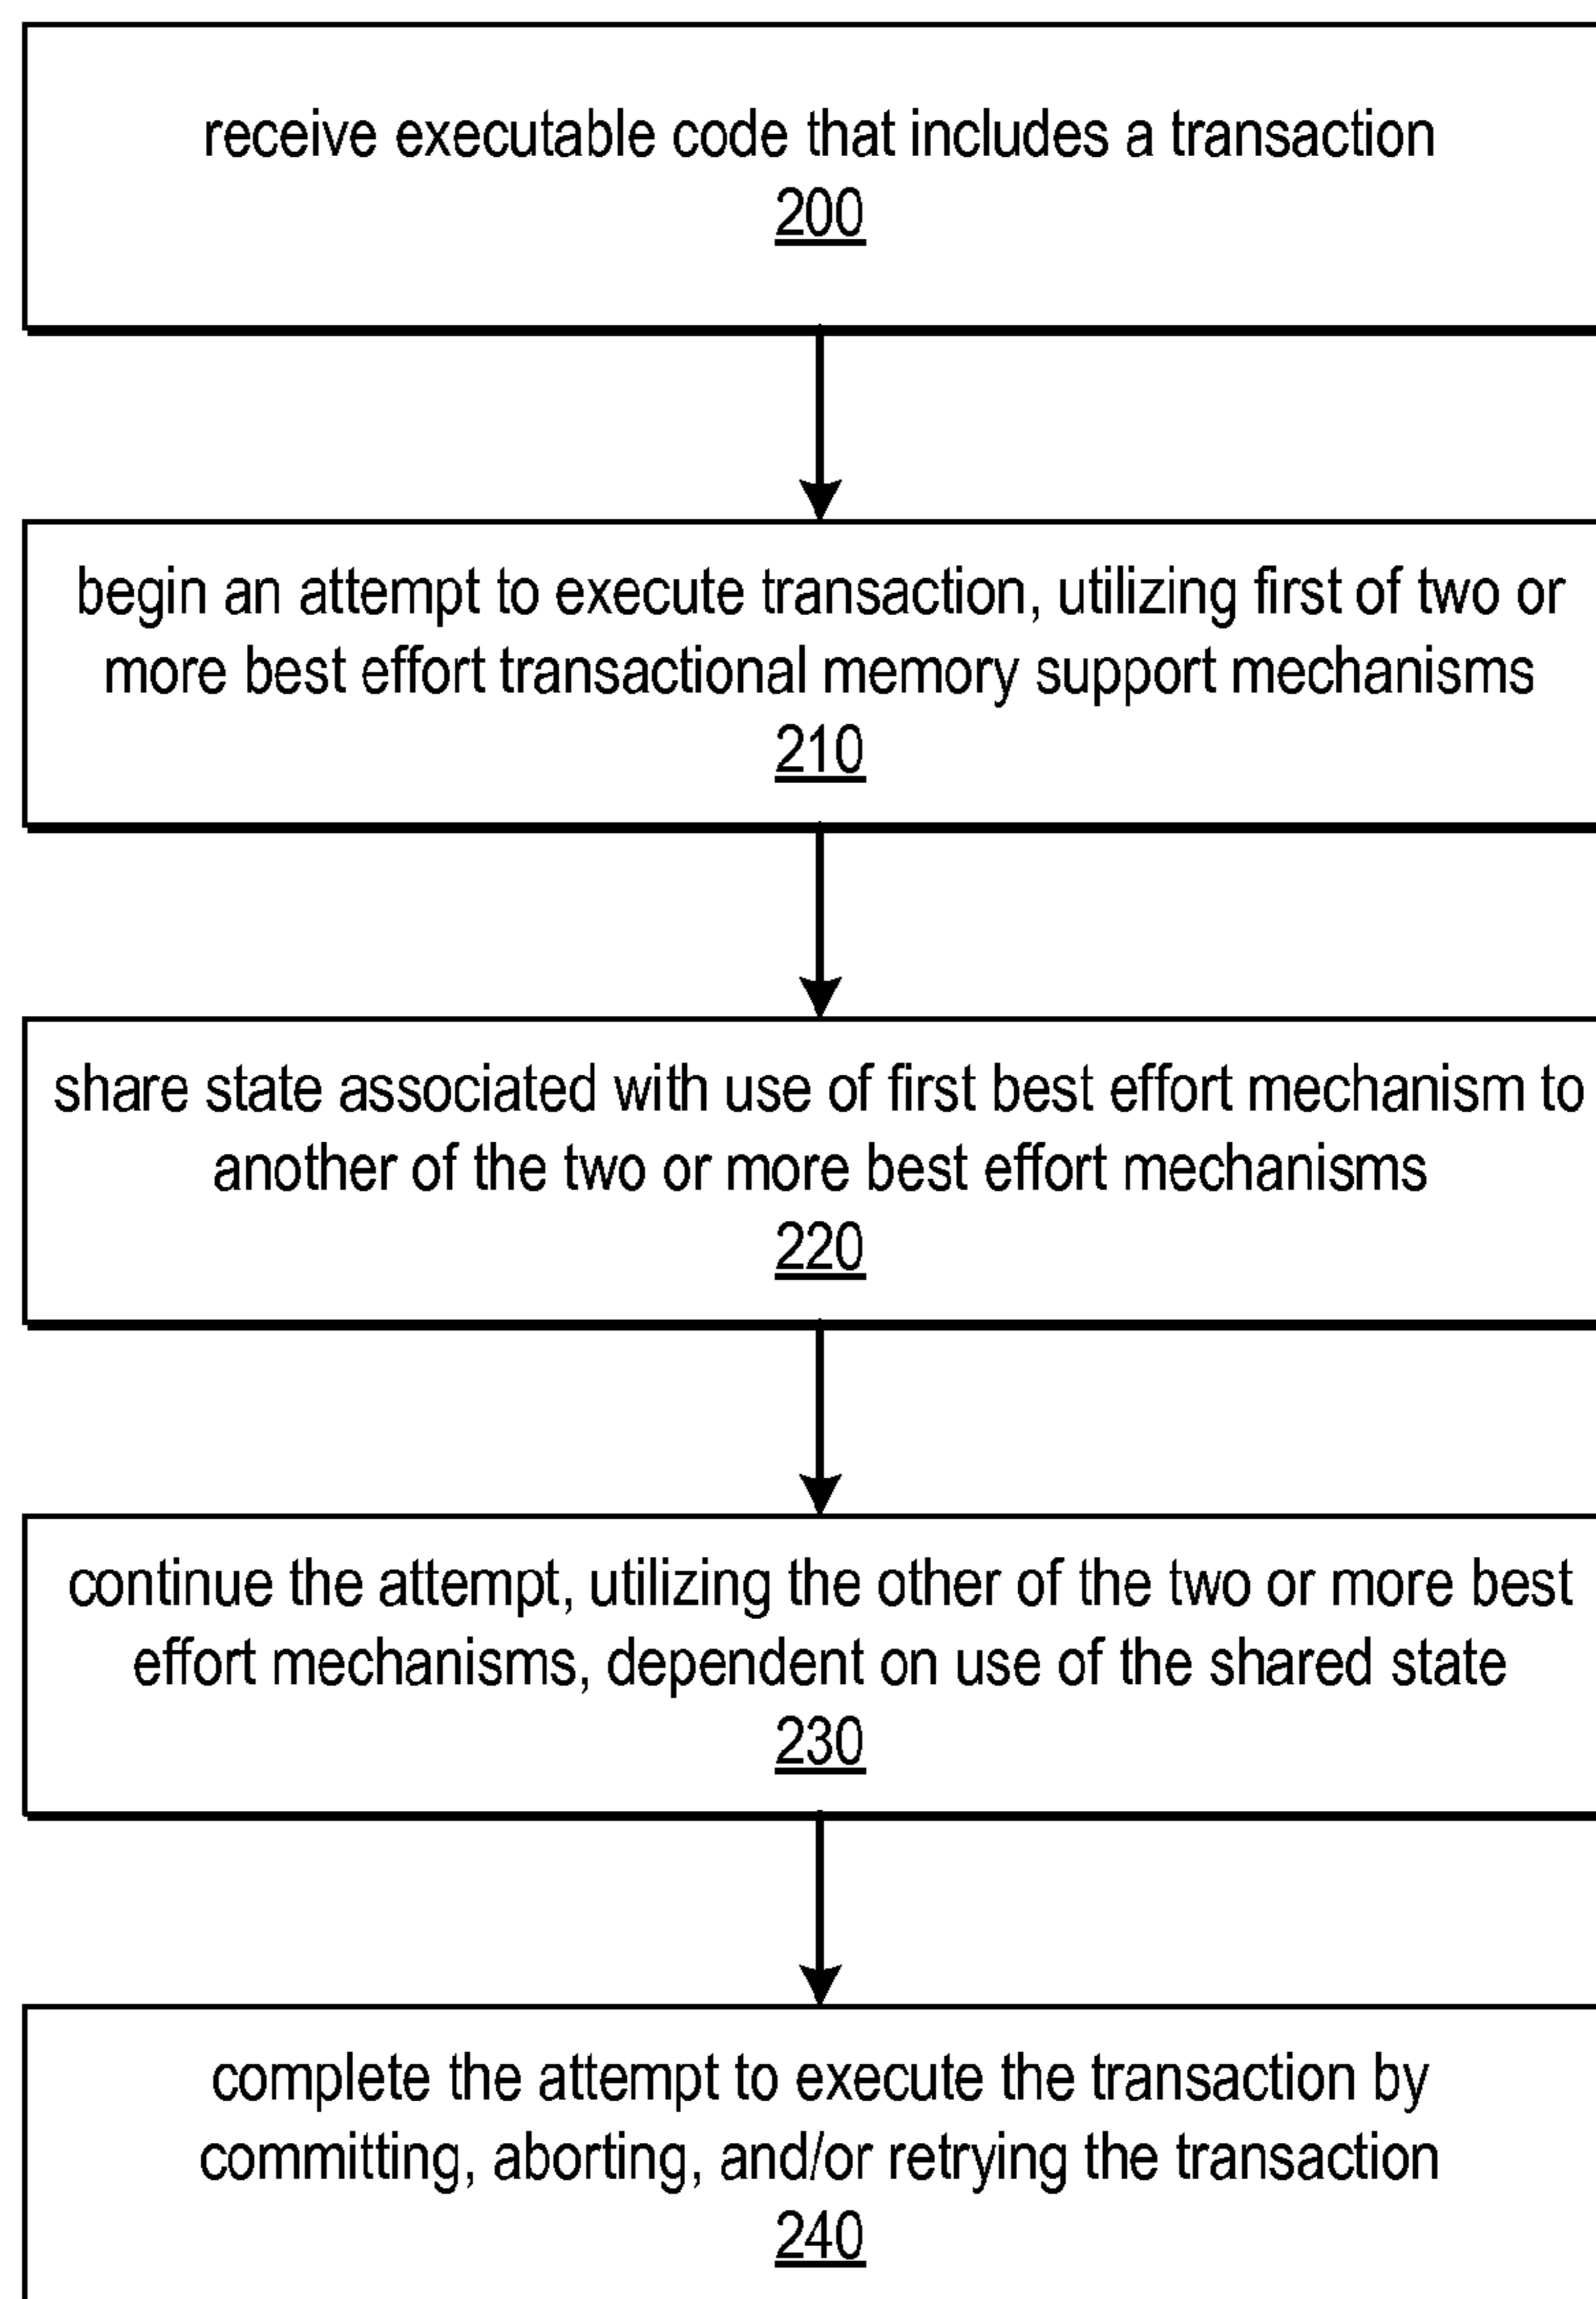 receive executable code that includes a transaction
200
begin an attempt to execute transaction, utilizing first of two or
more best effort transactional memory support mechanisms
210
share state associated with use of first best effort mechanism to
another of the two or more best effort mechanisms
220
continue the attempt, utilizing the other of the two or more best
effort mechanisms, dependent on use of the shared state
230
complete the attempt to execute the transaction by
committing, aborting, and/or retrying the transaction
240